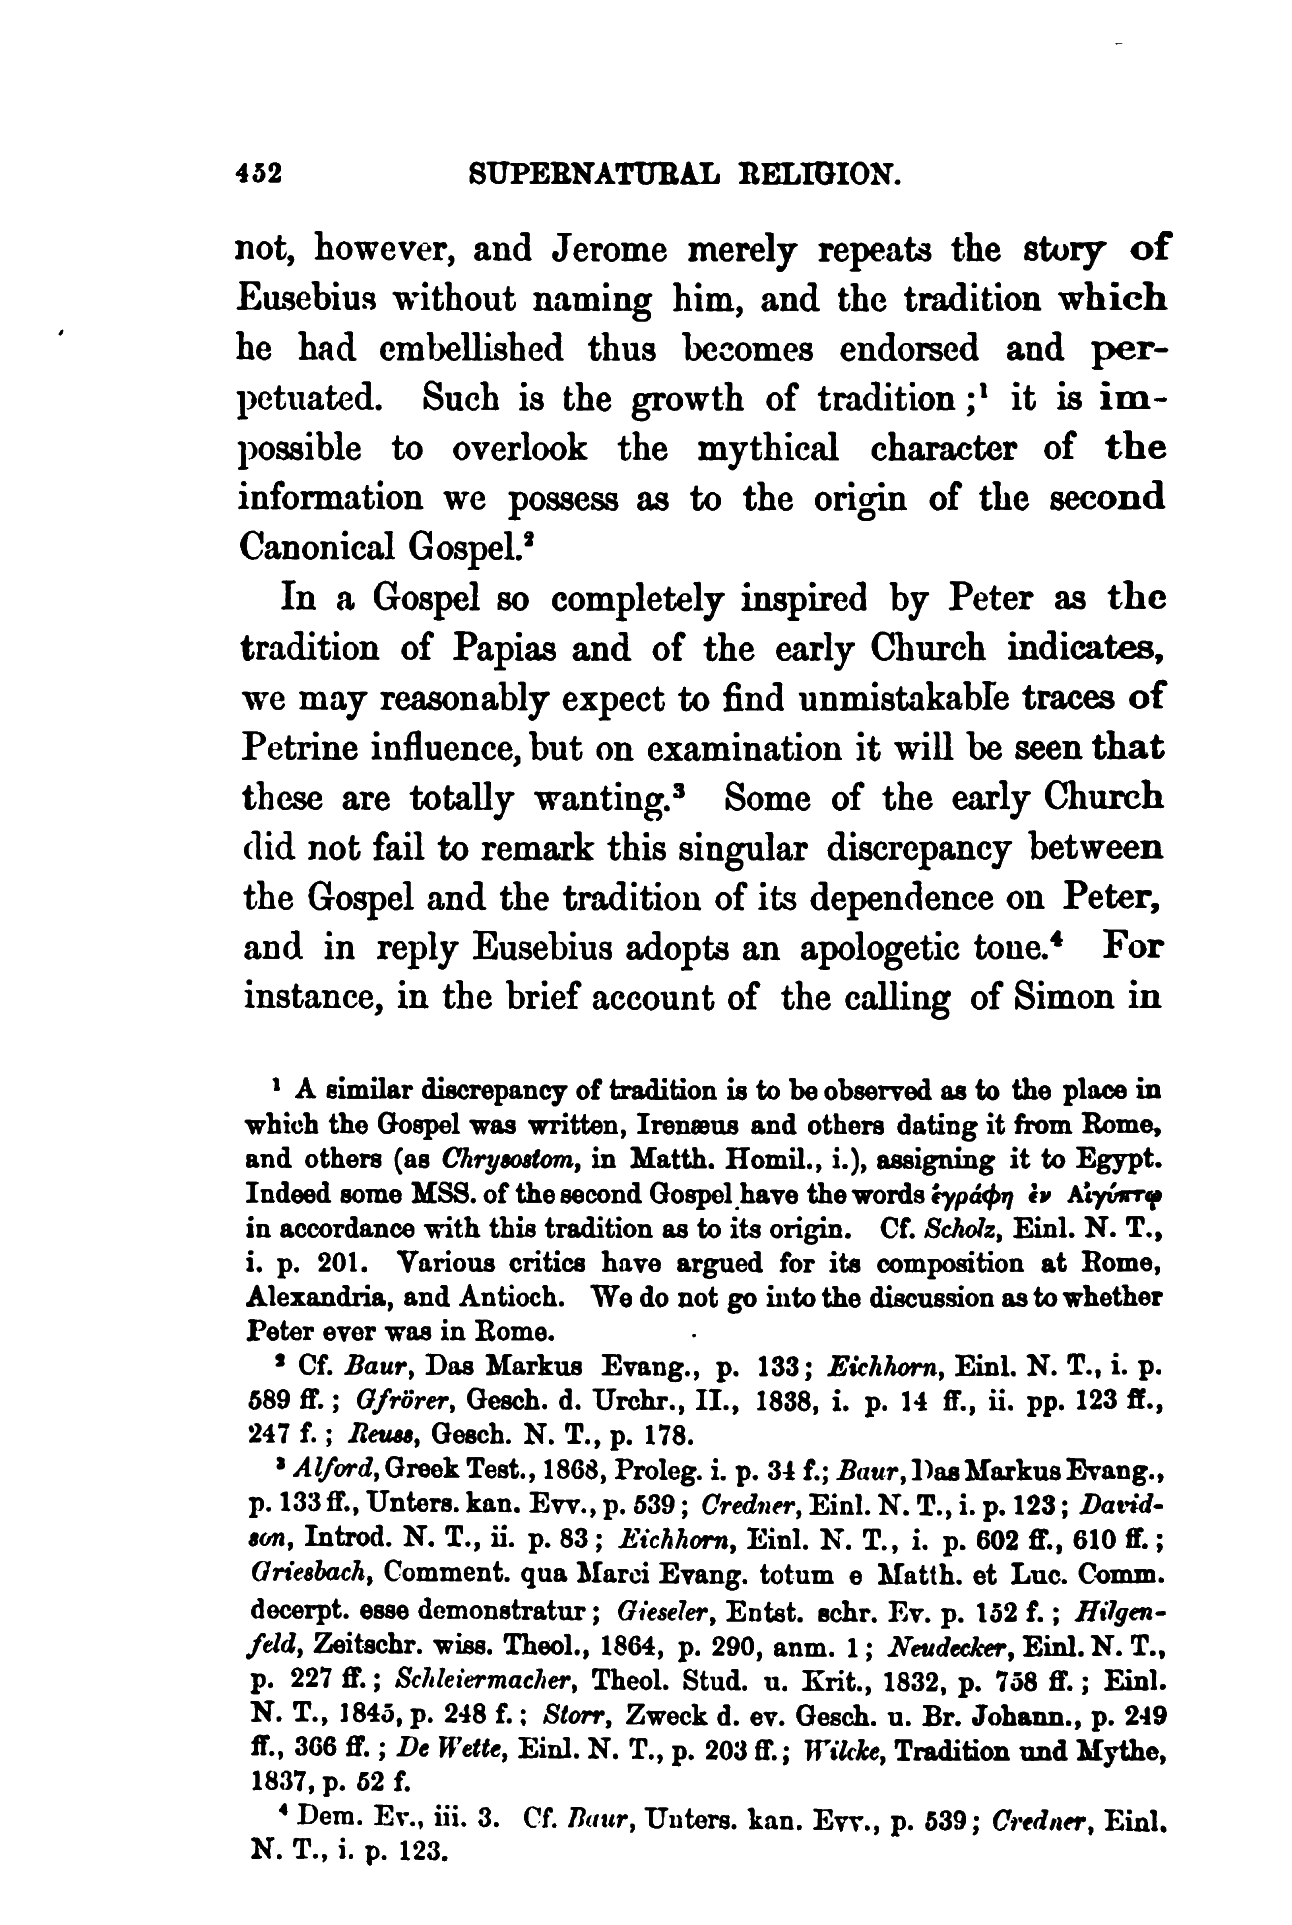 452 SUPERNATURAL RELIGION.
not, however, and Jerome merely repeats the story of
Eusebius without naming him, and the tradition which
he had embellished thus becomes endorsed and per-
petuated. Such is the growth of tradition ;¹ it is im-
possible to overlook the mythical character of the
information we possess as to the origin of the second
Canonical Gospel.²
In a Gospel so completely inspired by Peter as the
tradition of Papias and of the early Church indicates,
we may reasonably expect to find unmistakable traces of
Petrine influence, but on examination it will be seen that
these are totally wanting.³ Some of the early Church
did not fail to remark this singular discrepancy between
the Gospel and the tradition of its dependence on Peter,
and in reply Eusebius adopts an apologetic tone.⁴ For
instance, in the brief account of the calling of Simon in
¹ A similar discrepancy of tradition is to be observed as to the place in
which the Gospel was written, Irenæus and others dating it from Rome,
and others (as Chrysostom, in Matth. Homil., i.), assigning it to Egypt.
Indeed some MSS. of the second Gospel have the words ἐγράφη ἐν Αἰγύπτῳ
in accordance with this tradition as to its origin. Cf. Scholz, Einl. N. T.,
i. p. 201. Various critics have argued for its composition at Rome,
Alexandria, and Antioch. We do not go into the discussion as to whether
Peter ever was in Rome.
² Cf. Baur, Das Markus Evang., p. 133; Eichhorn, Einl. N. T., i. p.
589 ff.; Gfrörer, Gesch. d. Urchr., II., 1838, i. p. 14 ff., ii. pp. 123 ff.,
247 f.; Reuss, Gesch. N. T., p. 178.
³ Alford, Greek Test., 1868, Proleg. i. p. 34 f.; Baur, Das Markus Evang.,
p. 133 ff., Unters. kan. Evv., p. 539; Credner, Einl. N. T., i. p. 123; David-
son, Introd. N. T., ii. p. 83; Eichhorn, Einl. N. T., i. p. 602 ff., 610 ff.;
Griesbach, Comment. qua Marci Evang. totum e Matth. et Luc. Comm.
decerpt. esse demonstratur; Gieseler, Entst. schr. Ev. p. 152 f.; Hilgen-
feld, Zeitschr. wiss. Theol., 1864, p. 290, anm. 1; Neudecker, Einl. N. T.,
p. 227 ff.; Schleiermacher, Theol. Stud. u. Krit., 1832, p. 758 ff.; Einl.
N. T., 1845, p. 248 f.; Storr, Zweck d. ev. Gesch. u. Br. Johann., p. 249
ff., 366 ff.; De Wette, Einl. N. T., p. 203 ff.; Wilcke, Tradition und Mythe,
1837, p. 52 f.
⁴ Dem. Ev., iii. 3. Cf. Baur, Unters. kan. Evv., p. 539; Credner, Einl.
N. T., i. p. 123.